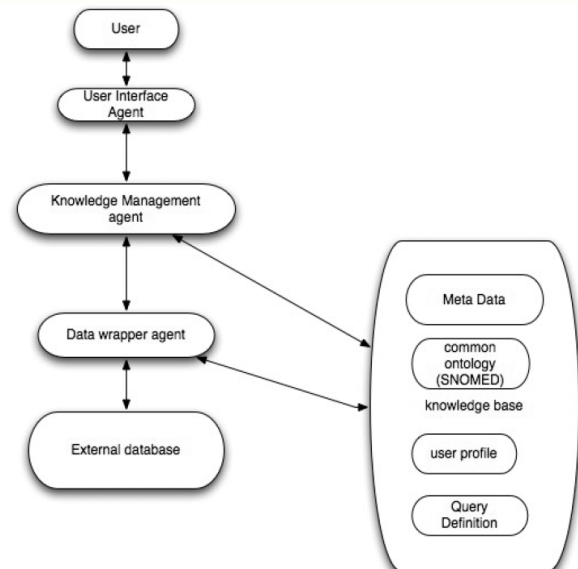 User
User Interface
Agent
Knowledge Management
agent
Data wrapper agent
External database
Meta Data
common
ontology
(SNOMED)
knowledge base
user profile
Query
Definition